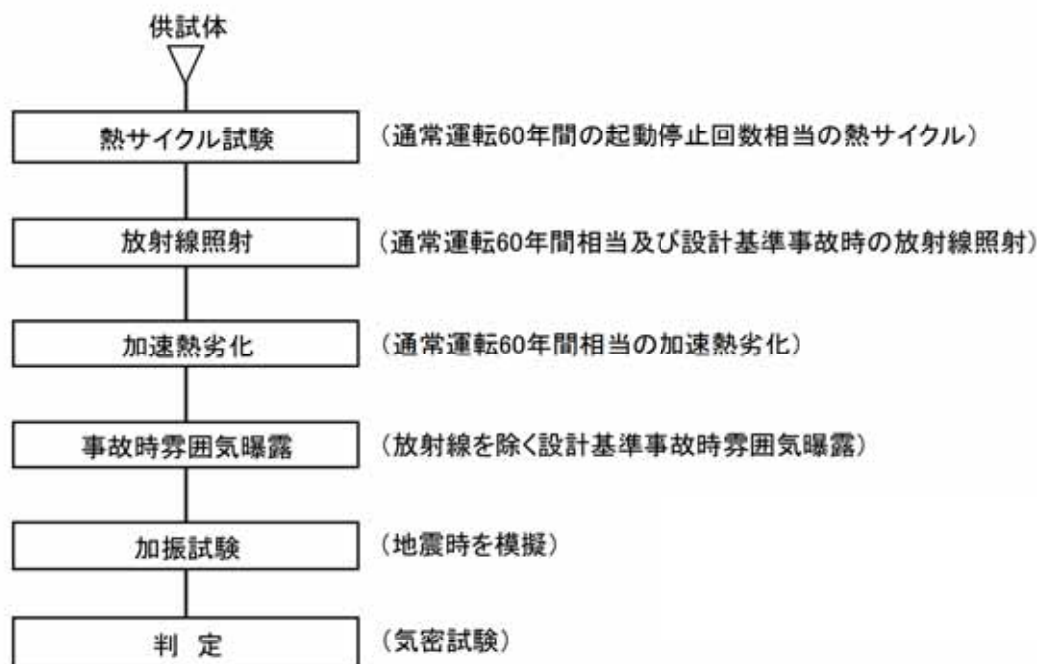 供試体
熱サイクル試験 （通常運転60年間の起動停止回数相当の熱サイクル）
放射線照射 （通常運転60年間相当及び設計基準事故時の放射線照射）
加速熱劣化 （通常運転60年間相当の加速熱劣化）
事故時雰囲気曝露 （放射線を除く設計基準事故時雰囲気曝露）
加振試験 （地震時を模擬）
判 定 （気密試験）